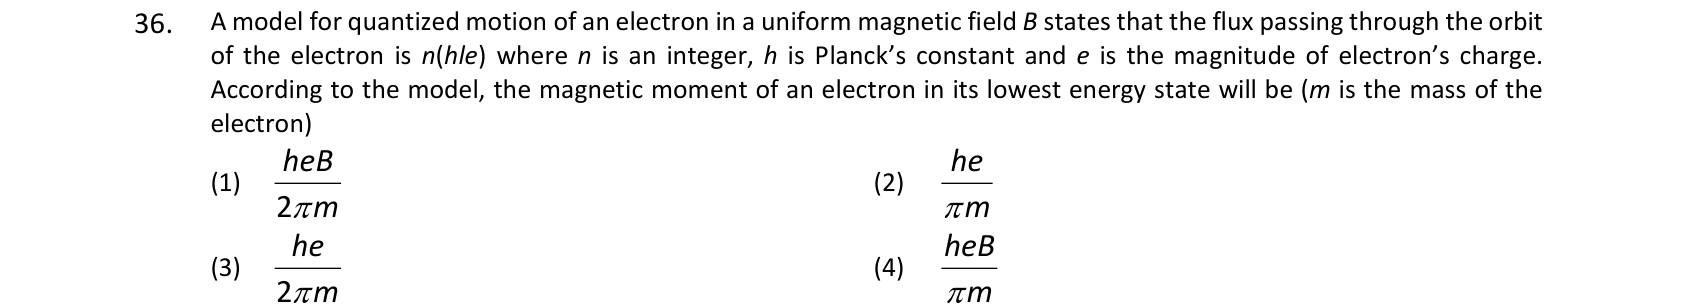 36. A model for quantized motion of an electron in a uniform magnetic field B states that the flux passing through the orbit
of the electron is n(h/e) where n is an integer, h is Planck's constant and e is the magnitude of electron's charge.
According to the model, the magnetic moment of an electron in its lowest energy state will be (m is the mass of the
electron)
(1) heB / 2πm
(2) he / πm
(3) he / 2πm
(4) heB / πm